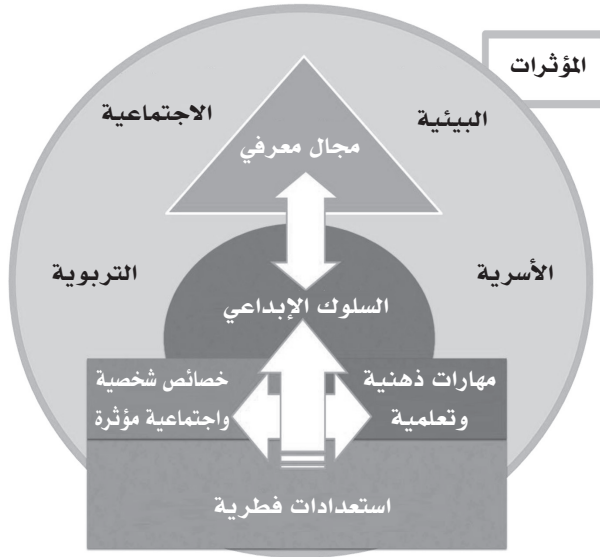 المؤثرات
البيئية
الاجتماعية
مجال معرفي
الأسرية
التربوية
السلوك الإبداعي
مهارات ذهنية
وتعلمية
خصائص شخصية
واجتماعية مؤثرة
استعدادات فطرية